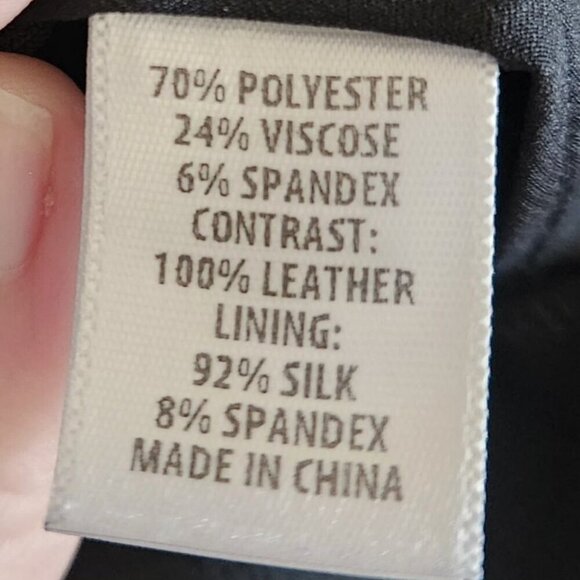 70% POLYESTER
24% VISCOSE
6% SPANDEX
CONTRAST:
100% LEATHER
LINING:
92% SILK
8% SPANDEX
MADE IN CHINA